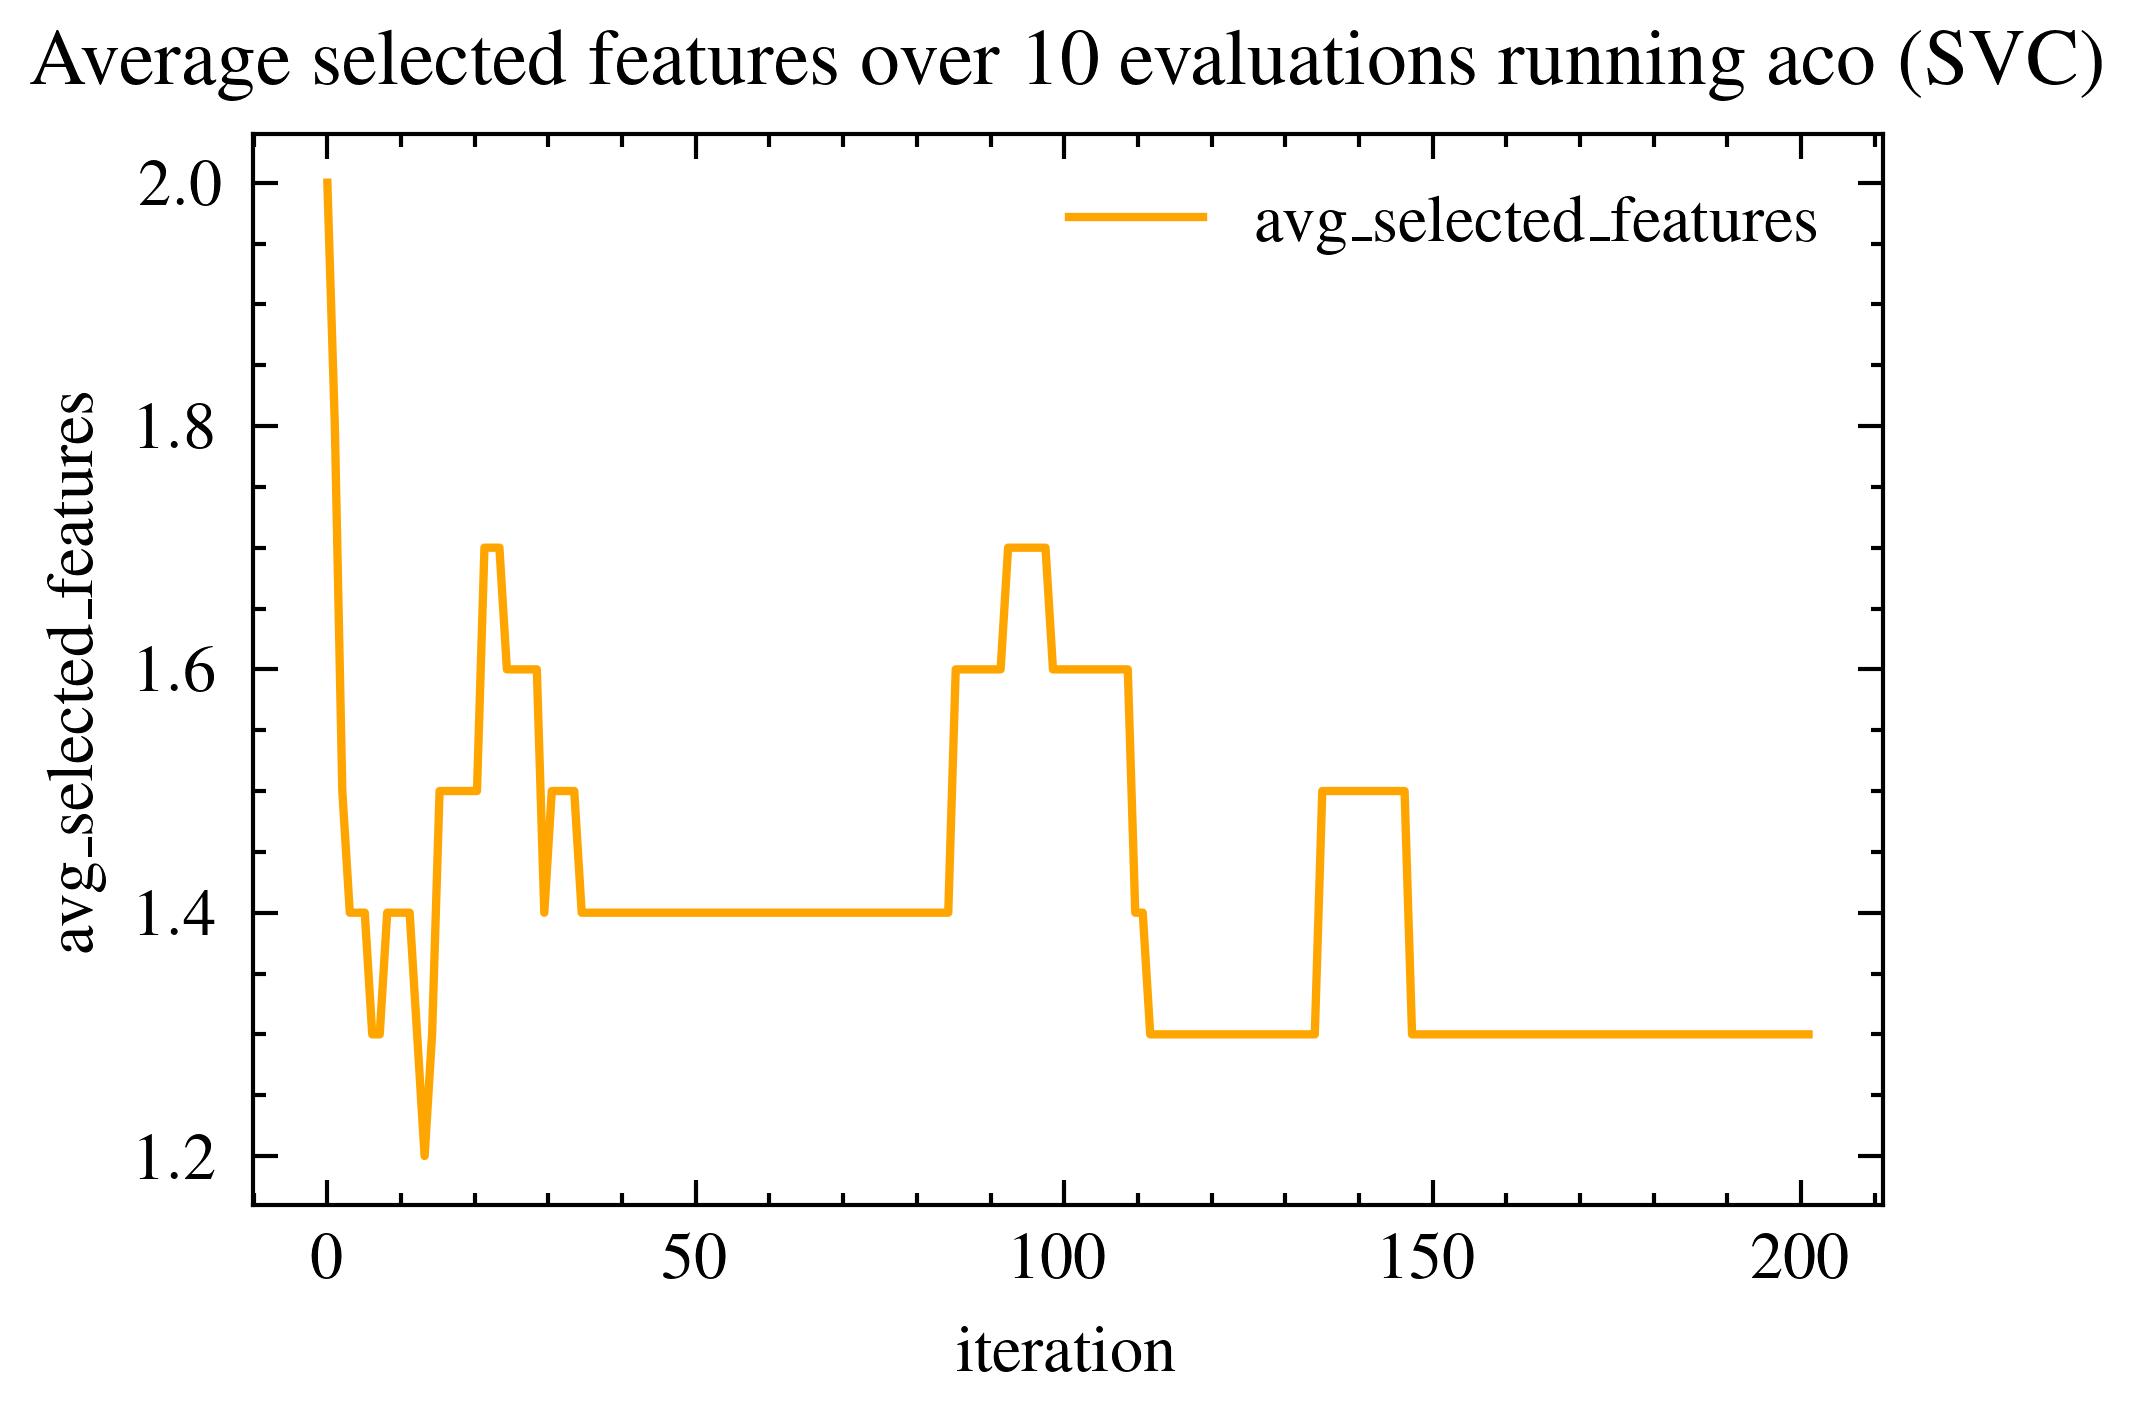 Average selected features over 10 evaluations running aco (SVC)
avg_selected_features
2.0
1.8
1.6
1.4
1.2
avg_selected_features
0 50 100 150 200
iteration